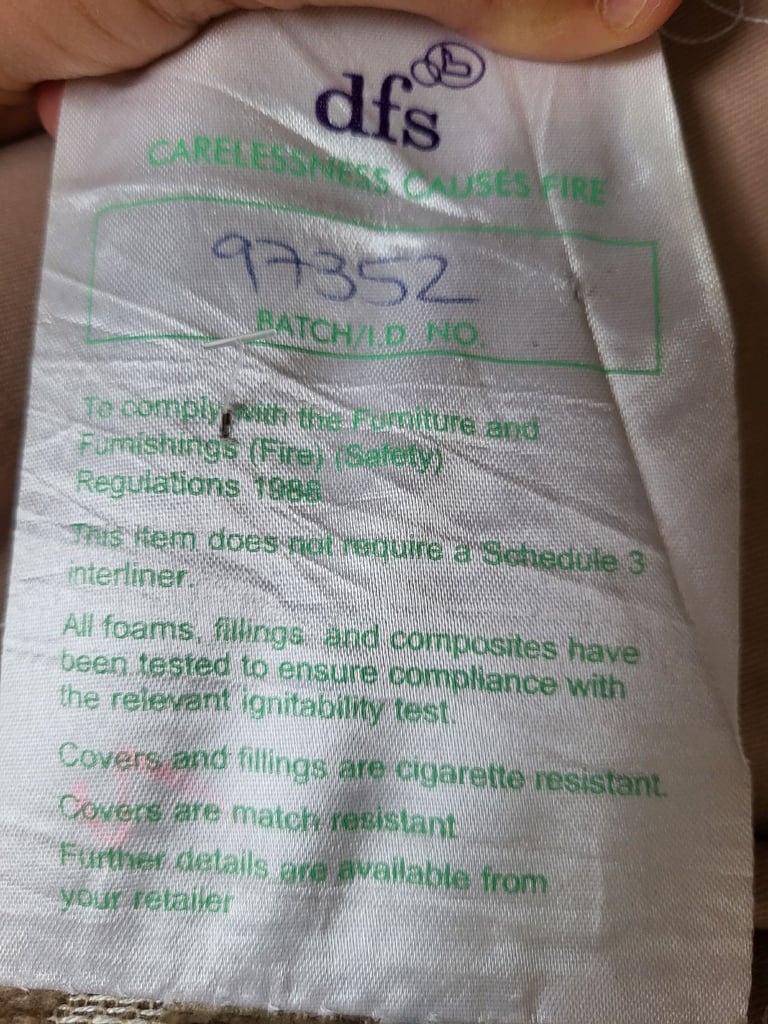 dfs
CARELESSNESS CAUSES FIRE
97352
BATCH/I.D NO.
To comply with the Furniture and
Furnishings (Fire) (Safety)
Regulations 1988
This item does not require a Schedule 3
interliner.
All foams, fillings and composites have
been tested to ensure compliance with
the relevant ignitability test.
Covers and fillings are cigarette resistant.
Covers are match resistant
Further details are available from
your retailer